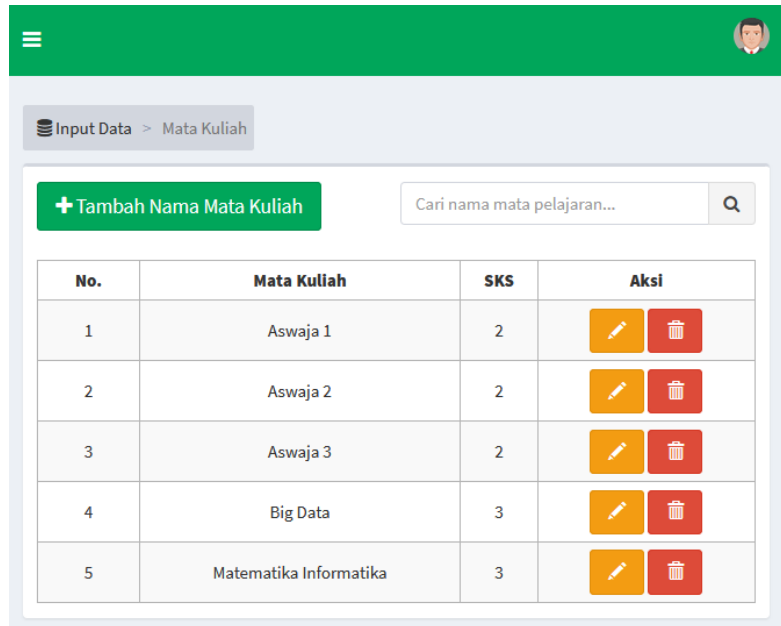 Input Data > Mata Kuliah
Tambah Nama Mata Kuliah
Cari nama mata pelajaran...
No. Mata Kuliah SKS Aksi
1 Aswaja 1 2
2 Aswaja 2 2
3 Aswaja 3 2
4 Big Data 3
5 Matematika Informatika 3